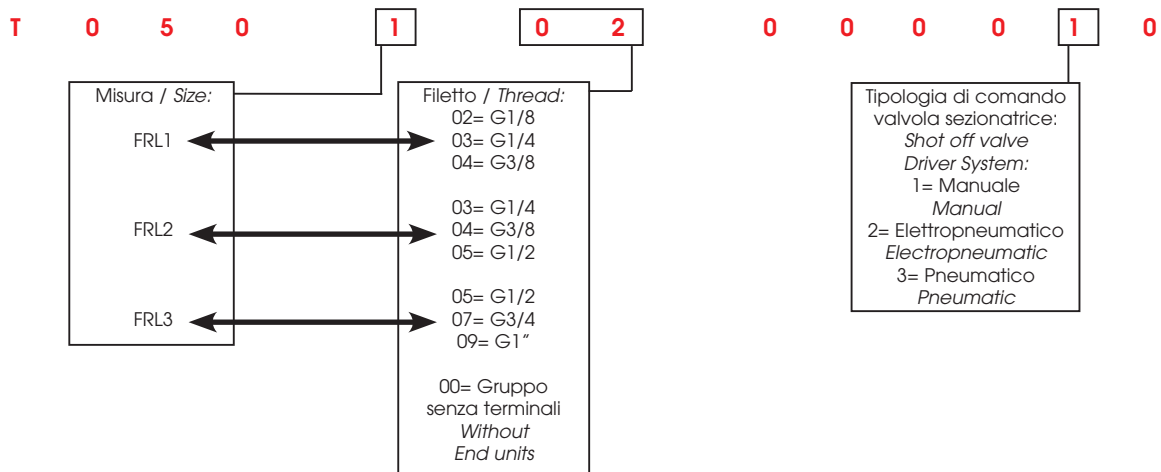 T 0 5 0 1 0 2 0 0 0 0 1 0
Misura / Size:
FRL1
FRL2
FRL3
Filetto / Thread:
02= G1/8
03= G1/4
04= G3/8
03= G1/4
04= G3/8
05= G1/2
05= G1/2
07= G3/4
09= G1″
00= Gruppo
senza terminali
Without
End units
Tipologia di comando
valvola sezionatrice:
Shot off valve
Driver System:
1= Manuale
Manual
2= Elettropneumatico
Electropneumatic
3= Pneumatico
Pneumatic